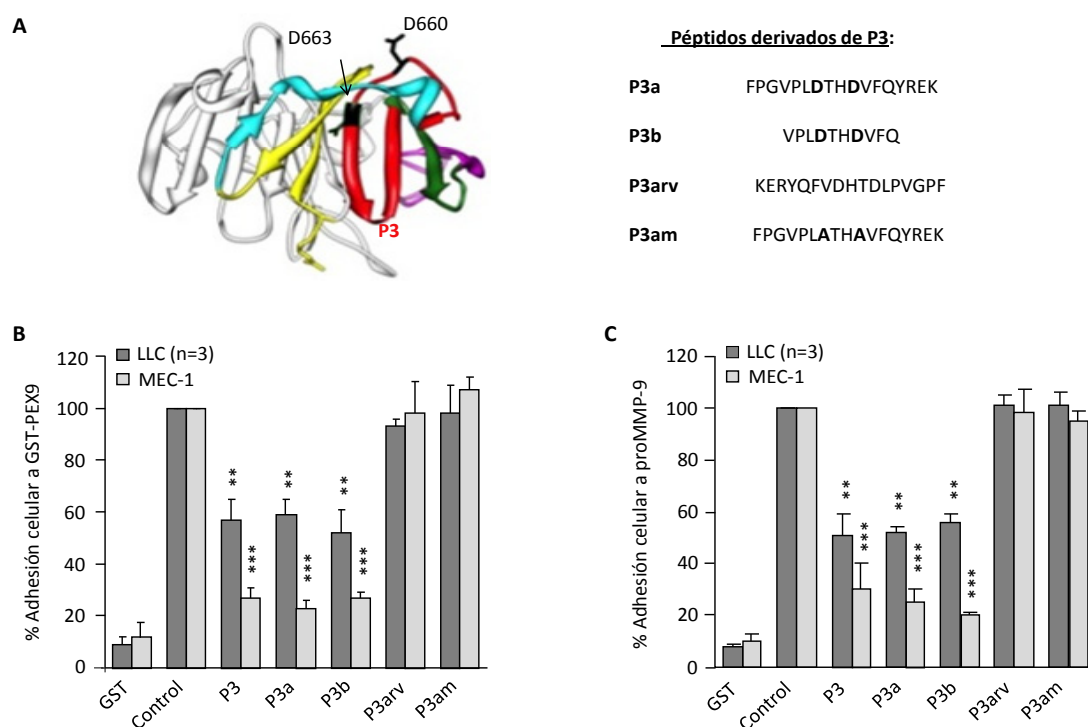 A
D663
D660
P3
Péptidos derivados de P3:
P3a FPGVPLDTHDVFQYREK
P3b VPLDTHDVFQ
P3arv KERYQFVDHTDLPVGPF
P3am FPGVPLATHAVFQYREK
B
LLC (n=3)
MEC-1
% Adhesión celular a GST-PEX9
120
100
80
60
40
20
0
** ** **
*** *** ***
GST Control P3 P3a P3b P3arv P3am
C
LLC (n=3)
MEC-1
% Adhesión celular a proMMP-9
120
100
80
60
40
20
0
** ** **
*** *** ***
GST Control P3 P3a P3b P3arv P3am